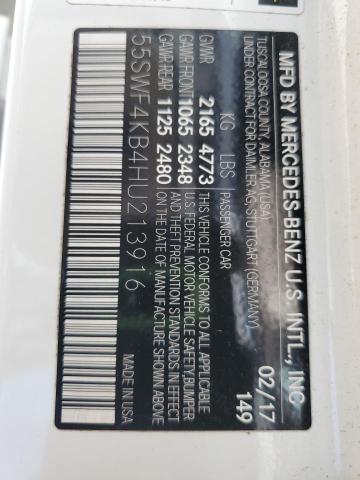 MFD BY MERCEDES-BENZ U.S. INTL., INC.
TUSCALOOSA COUNTY, ALABAMA (USA) 02/17
UNDER CONTRACT FOR DAIMLER AG, STUTTGART (GERMANY) 149
KG LBS PASSENGER CAR
GVWR 2165 4773 THIS VEHICLE CONFORMS TO ALL
GAWR FRONT 1065 2348 U.S. FEDERAL MOTOR VEHICLE SAFETY, BUMPER
GAWR REAR 1125 2480 AND THEFT PREVENTION STANDARDS IN EFFECT
ON THE DATE OF MANUFACTURE SHOWN ABOVE
55SWF4KB4HU213916 MADE IN USA